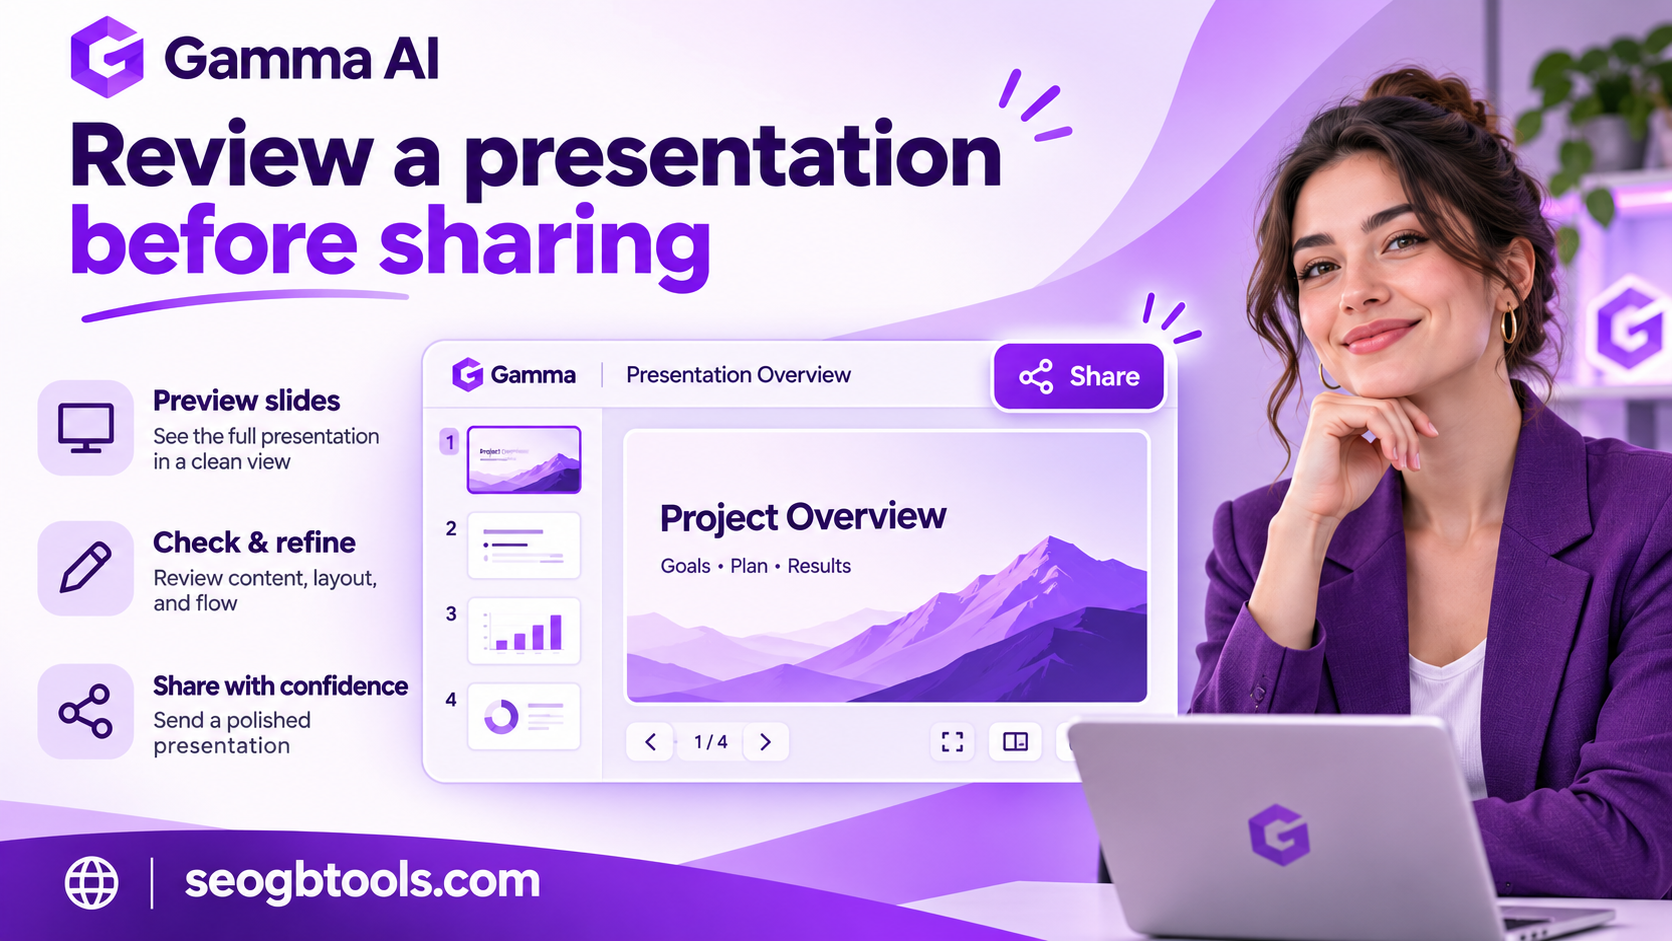 Gamma AI
Review a presentation
before sharing
Preview slides
See the full presentation
in a clean view
Check & refine
Review content, layout,
and flow
Share with confidence
Send a polished
presentation
Gamma
Presentation Overview
Share
1
Project Overview
2
3
4
Project Overview
Goals • Plan • Results
1 / 4
seogbtools.com